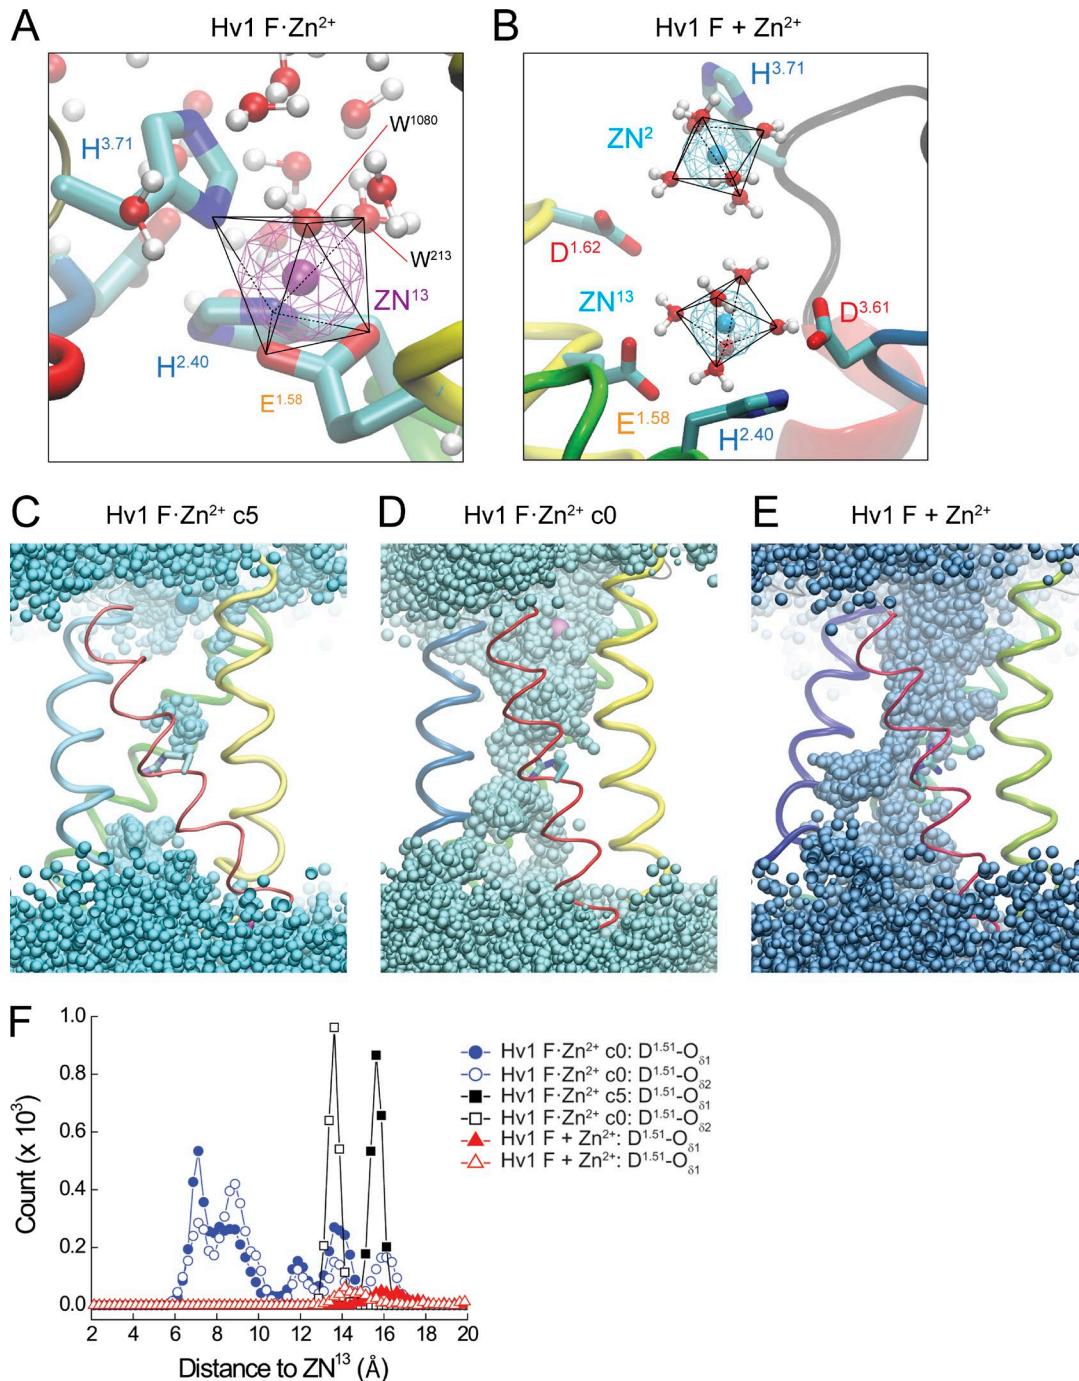 A
Hv1 F·Zn²⁺
H³·⁷¹
W¹⁰⁸⁰
W²¹³
ZN¹³
H²·⁴⁰
E¹·⁵⁸
B
Hv1 F + Zn²⁺
H³·⁷¹
ZN²
D¹·⁶²
ZN¹³
D³·⁶¹
E¹·⁵⁸
H²·⁴⁰
C
Hv1 F·Zn²⁺ c5
D
Hv1 F·Zn²⁺ c0
E
Hv1 F + Zn²⁺
F
Count (x 10³)
1.0
0.8
0.6
0.4
0.2
0.0
2 4 6 8 10 12 14 16 18 20
Distance to ZN¹³ (Å)
Hv1 F·Zn²⁺ c0: D¹·⁵¹-Oδ1
Hv1 F·Zn²⁺ c0: D¹·⁵¹-Oδ2
Hv1 F·Zn²⁺ c5: D¹·⁵¹-Oδ1
Hv1 F·Zn²⁺ c0: D¹·⁵¹-Oδ2
Hv1 F + Zn²⁺: D¹·⁵¹-Oδ1
Hv1 F + Zn²⁺: D¹·⁵¹-Oδ1